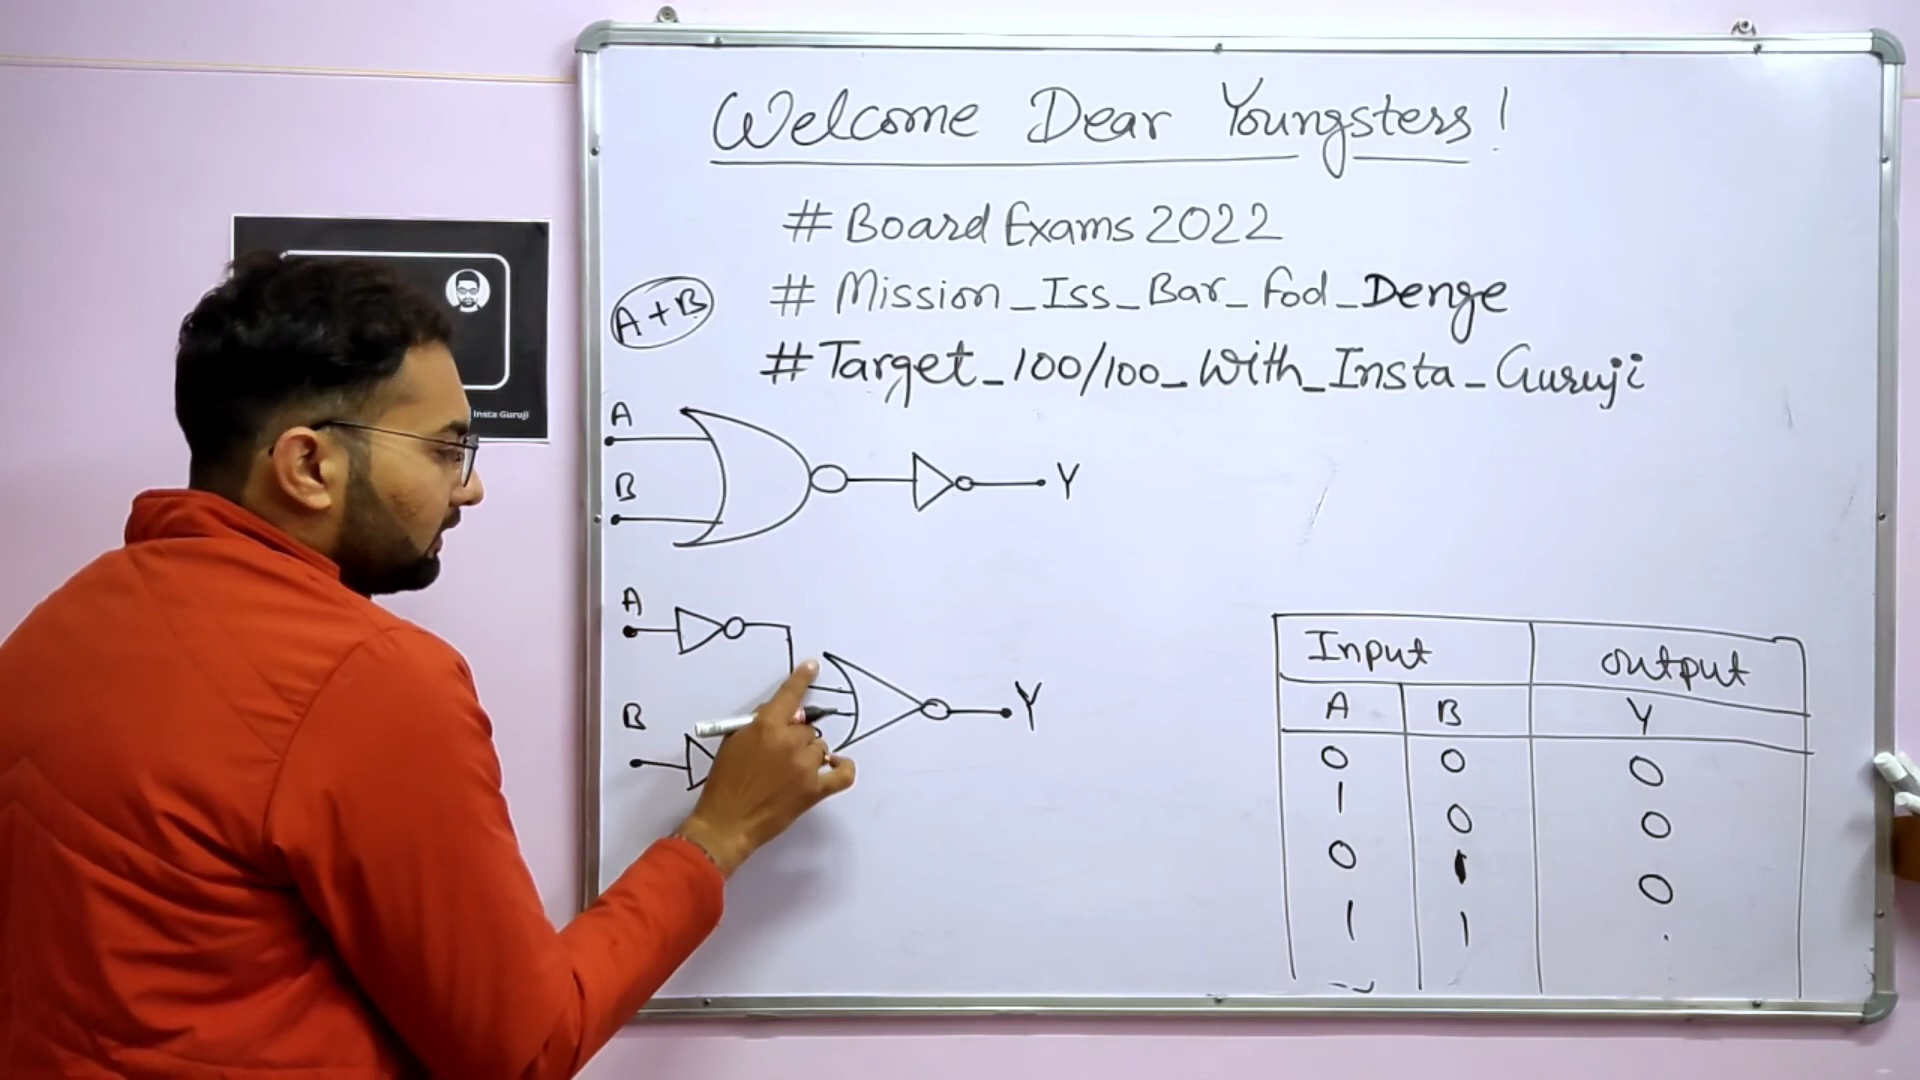 Welcome Dear Youngsters!
# Board Exams 2022
# Mission_Iss_Bar_Fod_Denge
A+B
#Target_100/100_With_Insta_Guruji
Insta Guruji
A
B
Y
A
B
Y
Input output
A B Y
0 0 0
1 0 0
0 1 0
1 1